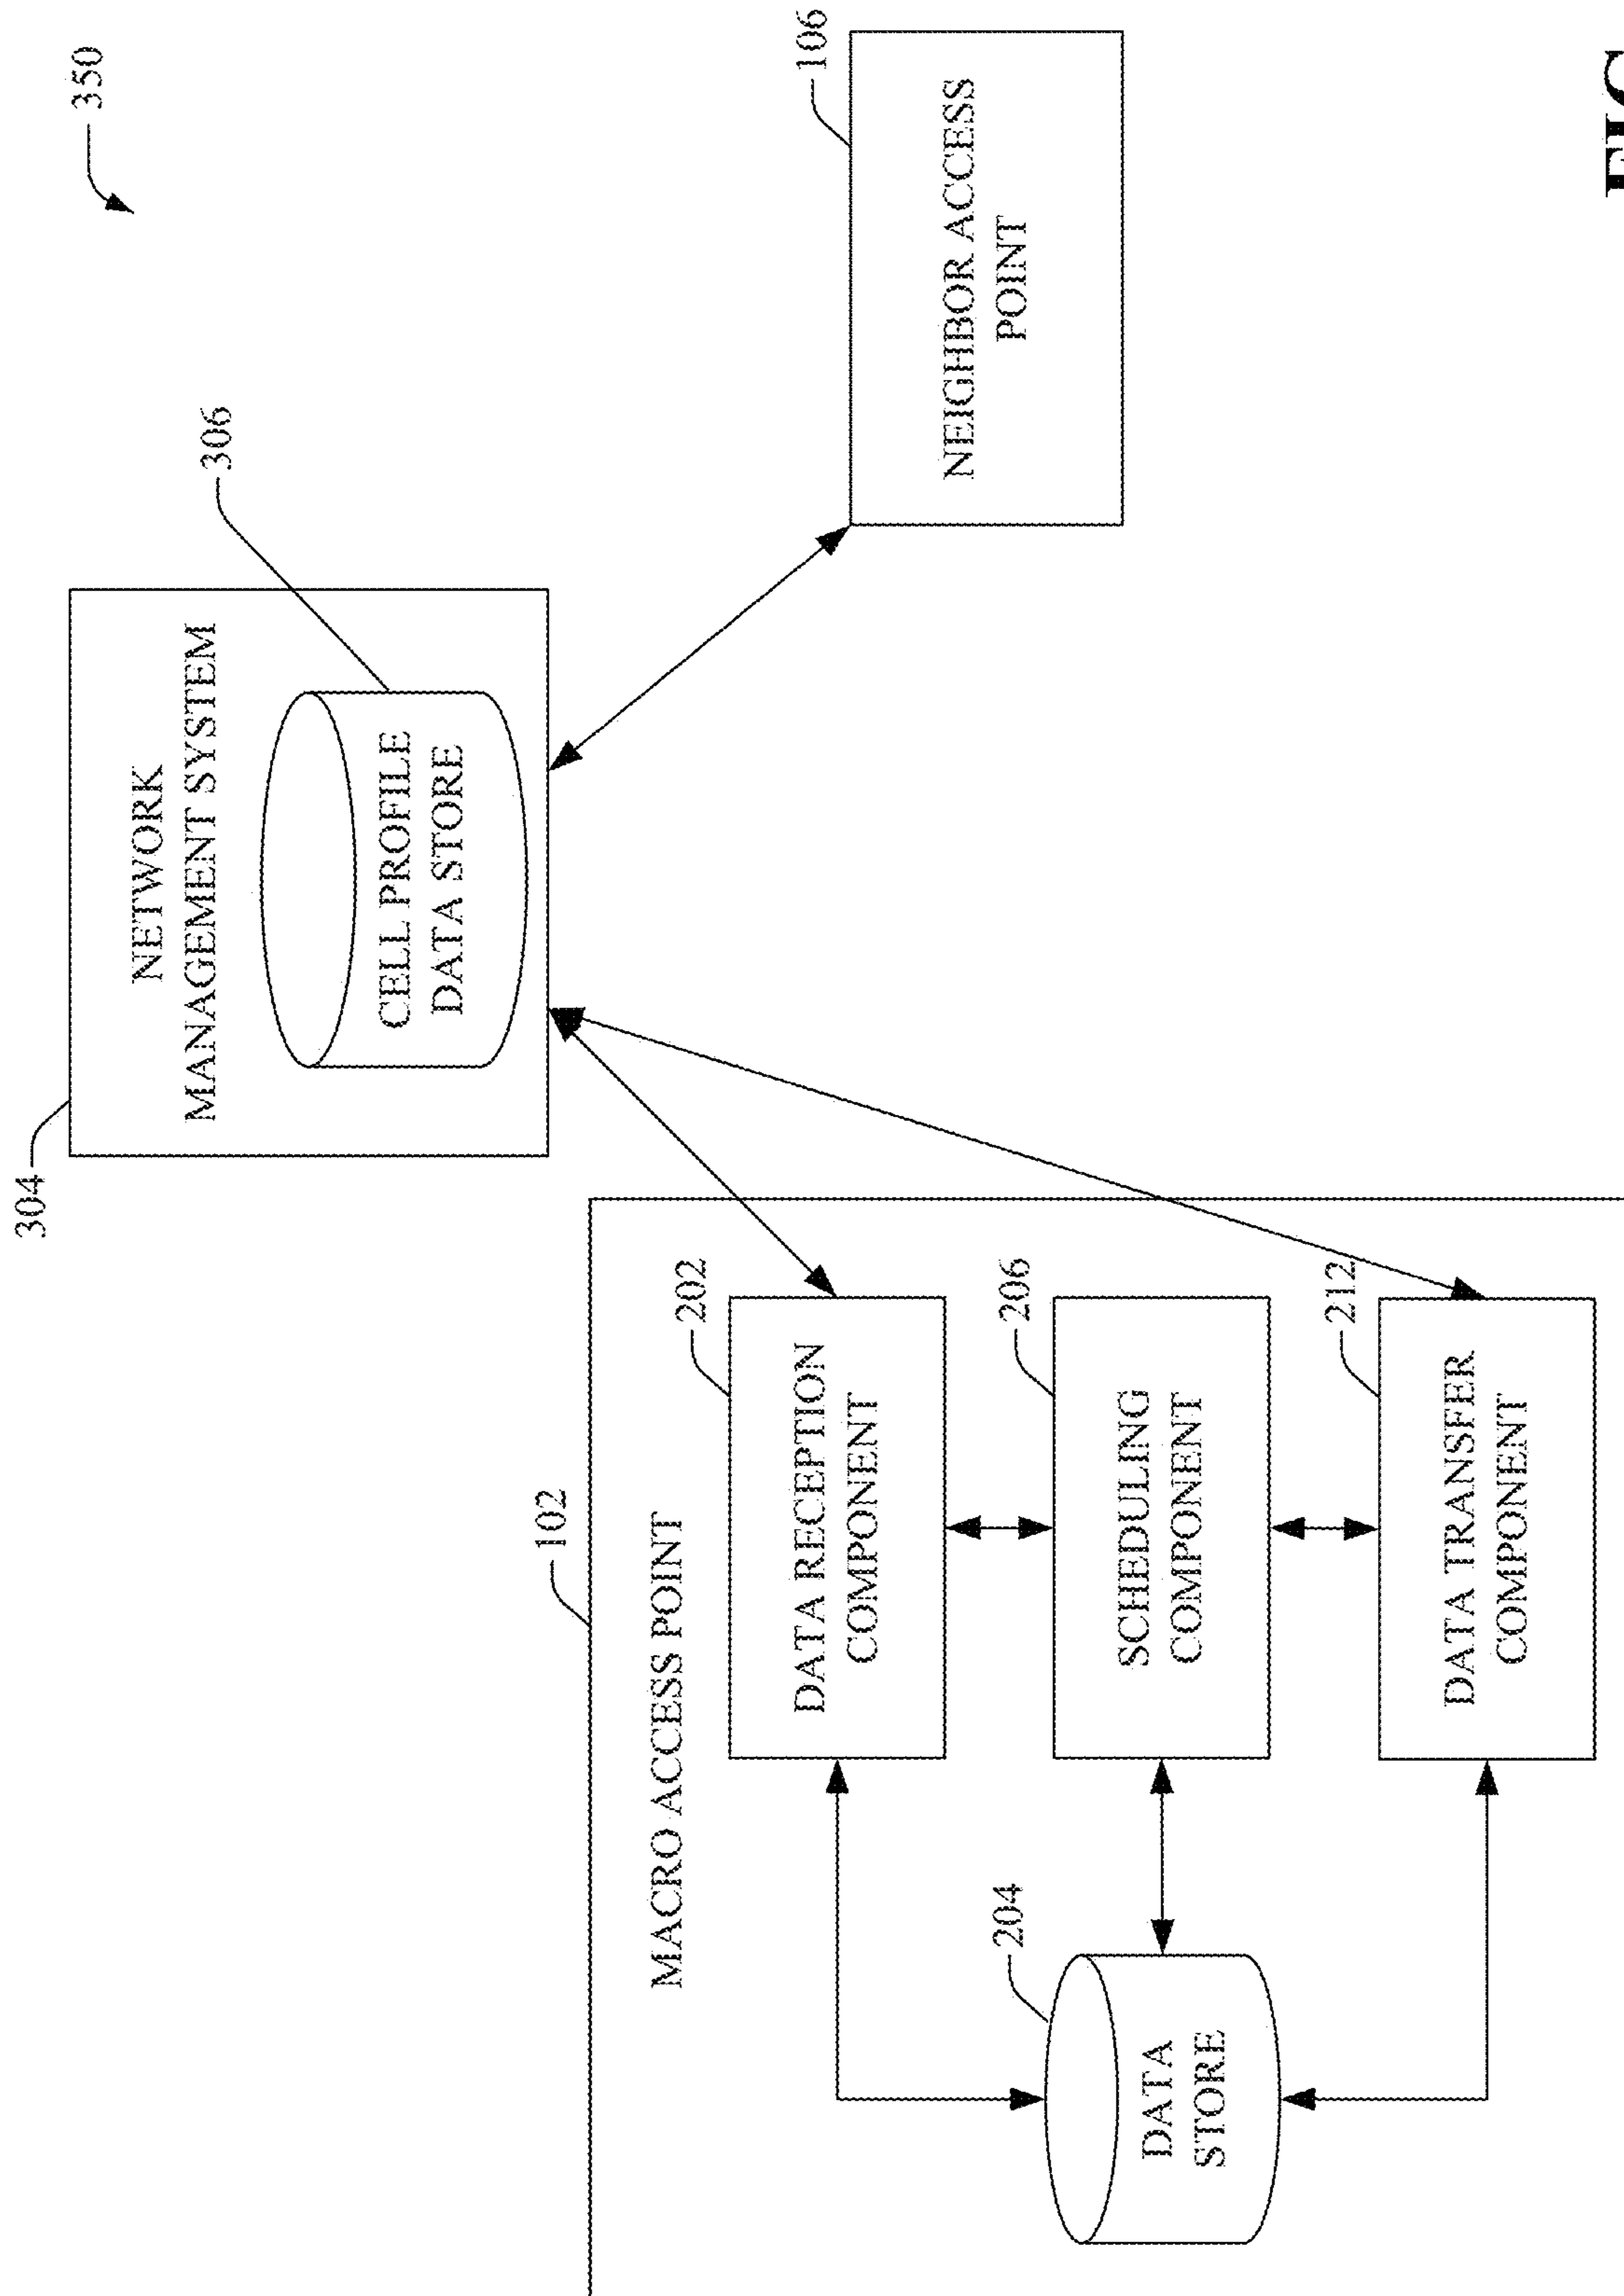 350
304
NETWORK
MANAGEMENT SYSTEM
306
CELL PROFILE
DATA STORE
106
NEIGHBOR ACCESS
POINT
102
MACRO ACCESS POINT
202
DATA RECEPTION
COMPONENT
204
DATA
STORE
206
SCHEDULING
COMPONENT
212
DATA TRANSFER
COMPONENT